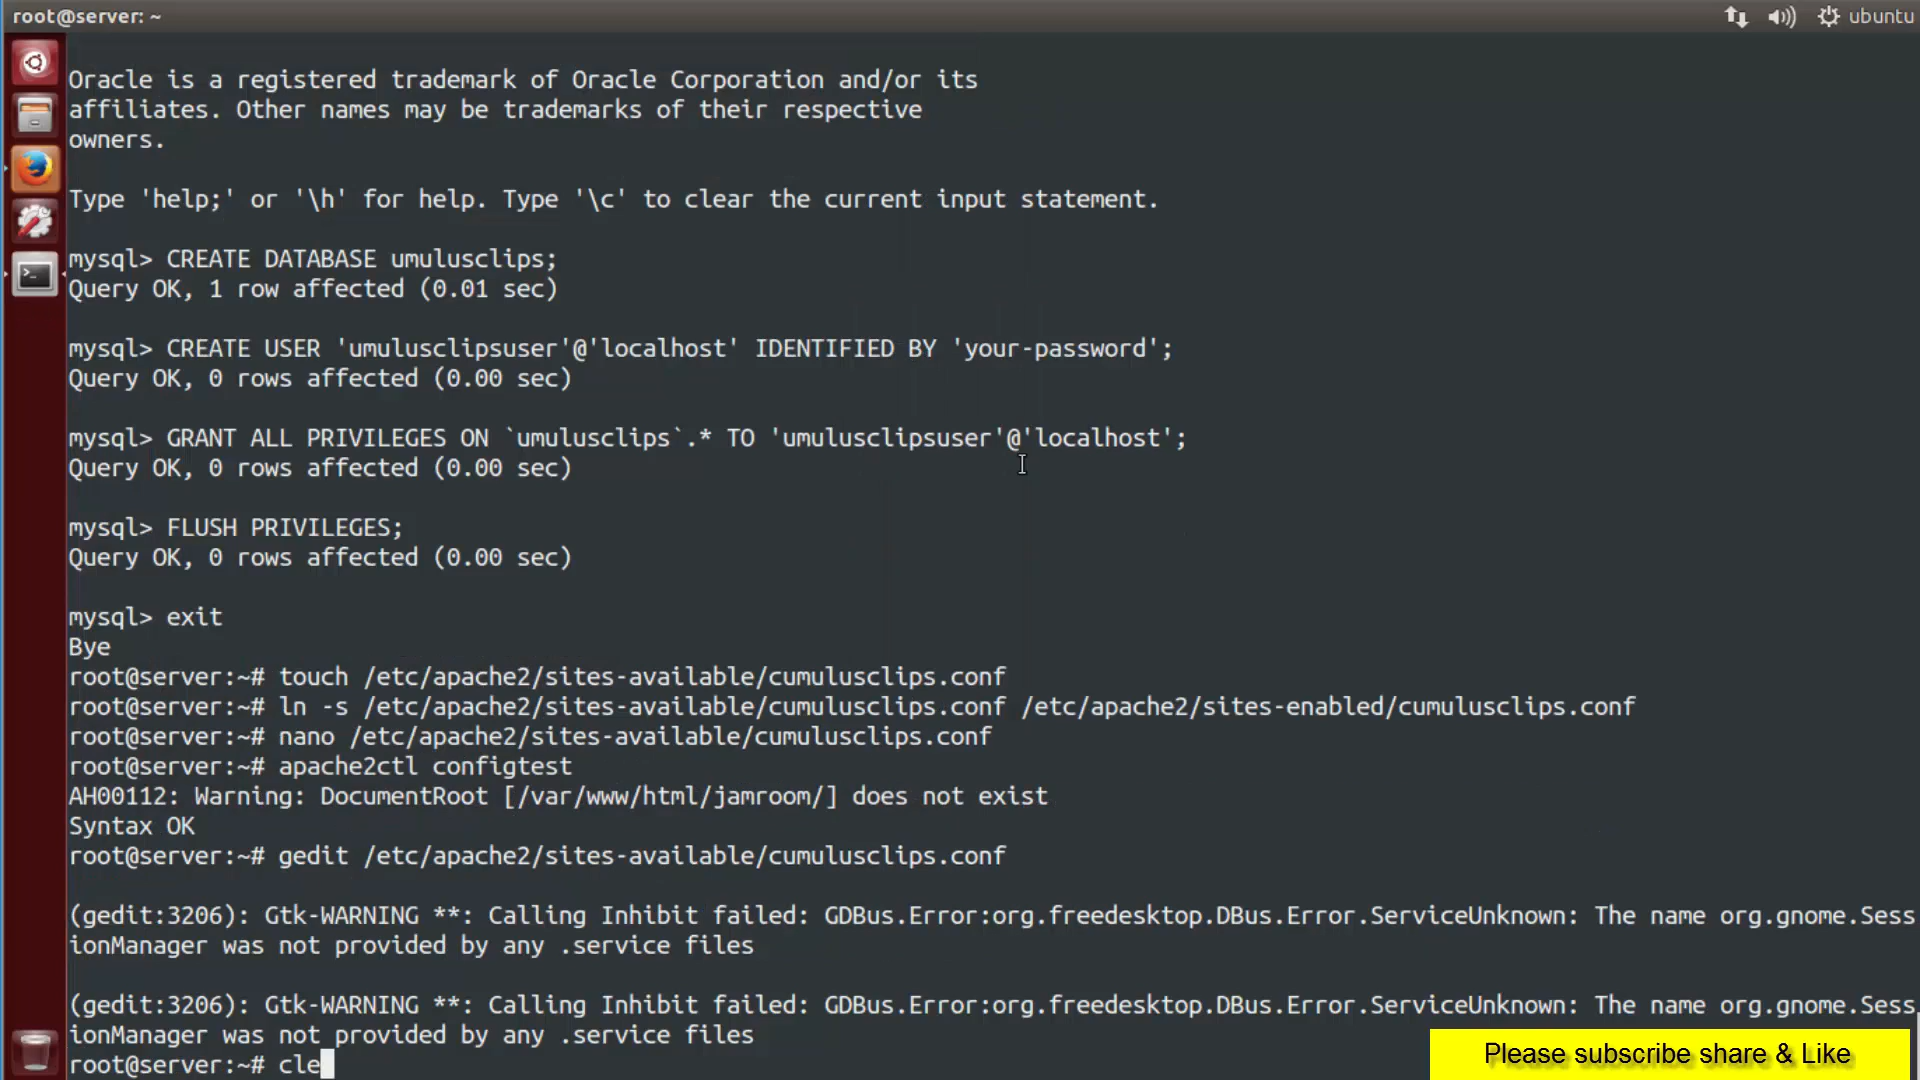 root@server: ~
ubuntu
Oracle is a registered trademark of Oracle Corporation and/or its
affiliates. Other names may be trademarks of their respective
owners.
Type 'help;' or '\h' for help. Type '\c' to clear the current input statement.
mysql> CREATE DATABASE umulusclips;
Query OK, 1 row affected (0.01 sec)
mysql> CREATE USER 'umulusclipsuser'@'localhost' IDENTIFIED BY 'your-password';
Query OK, 0 rows affected (0.00 sec)
mysql> GRANT ALL PRIVILEGES ON `umulusclips`.* TO 'umulusclipsuser'@'localhost';
Query OK, 0 rows affected (0.00 sec)
mysql> FLUSH PRIVILEGES;
Query OK, 0 rows affected (0.00 sec)
mysql> exit
Bye
root@server:~# touch /etc/apache2/sites-available/cumulusclips.conf
root@server:~# ln -s /etc/apache2/sites-available/cumulusclips.conf /etc/apache2/sites-enabled/cumulusclips.conf
root@server:~# nano /etc/apache2/sites-available/cumulusclips.conf
root@server:~# apache2ctl configtest
AH00112: Warning: DocumentRoot [/var/www/html/jamroom/] does not exist
Syntax OK
root@server:~# gedit /etc/apache2/sites-available/cumulusclips.conf
(gedit:3206): Gtk-WARNING **: Calling Inhibit failed: GDBus.Error:org.freedesktop.DBus.Error.ServiceUnknown: The name org.gnome.Sess
ionManager was not provided by any .service files
(gedit:3206): Gtk-WARNING **: Calling Inhibit failed: GDBus.Error:org.freedesktop.DBus.Error.ServiceUnknown: The name org.gnome.Sess
ionManager was not provided by any .service files
root@server:~# cle
Please subscribe share & Like